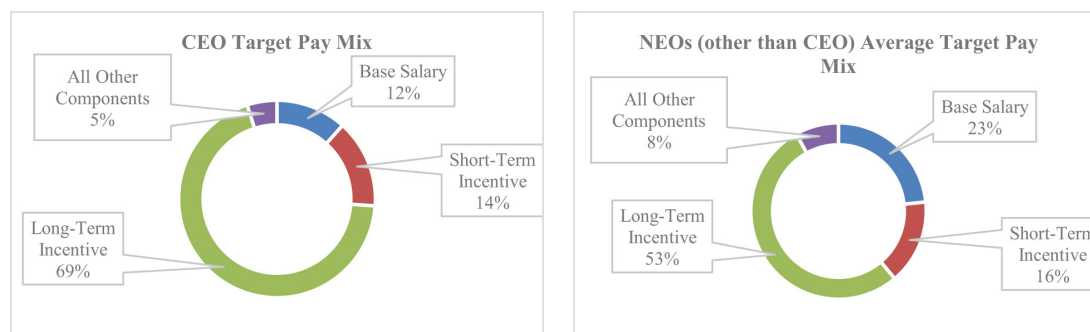 CEO Target Pay Mix
All Other
Components
5%
Base Salary
12%
Short-Term
Incentive
14%
Long-Term
Incentive
69%
NEOs (other than CEO) Average Target Pay
Mix
All Other
Components
8%
Base Salary
23%
Long-Term
Incentive
53%
Short-Term
Incentive
16%